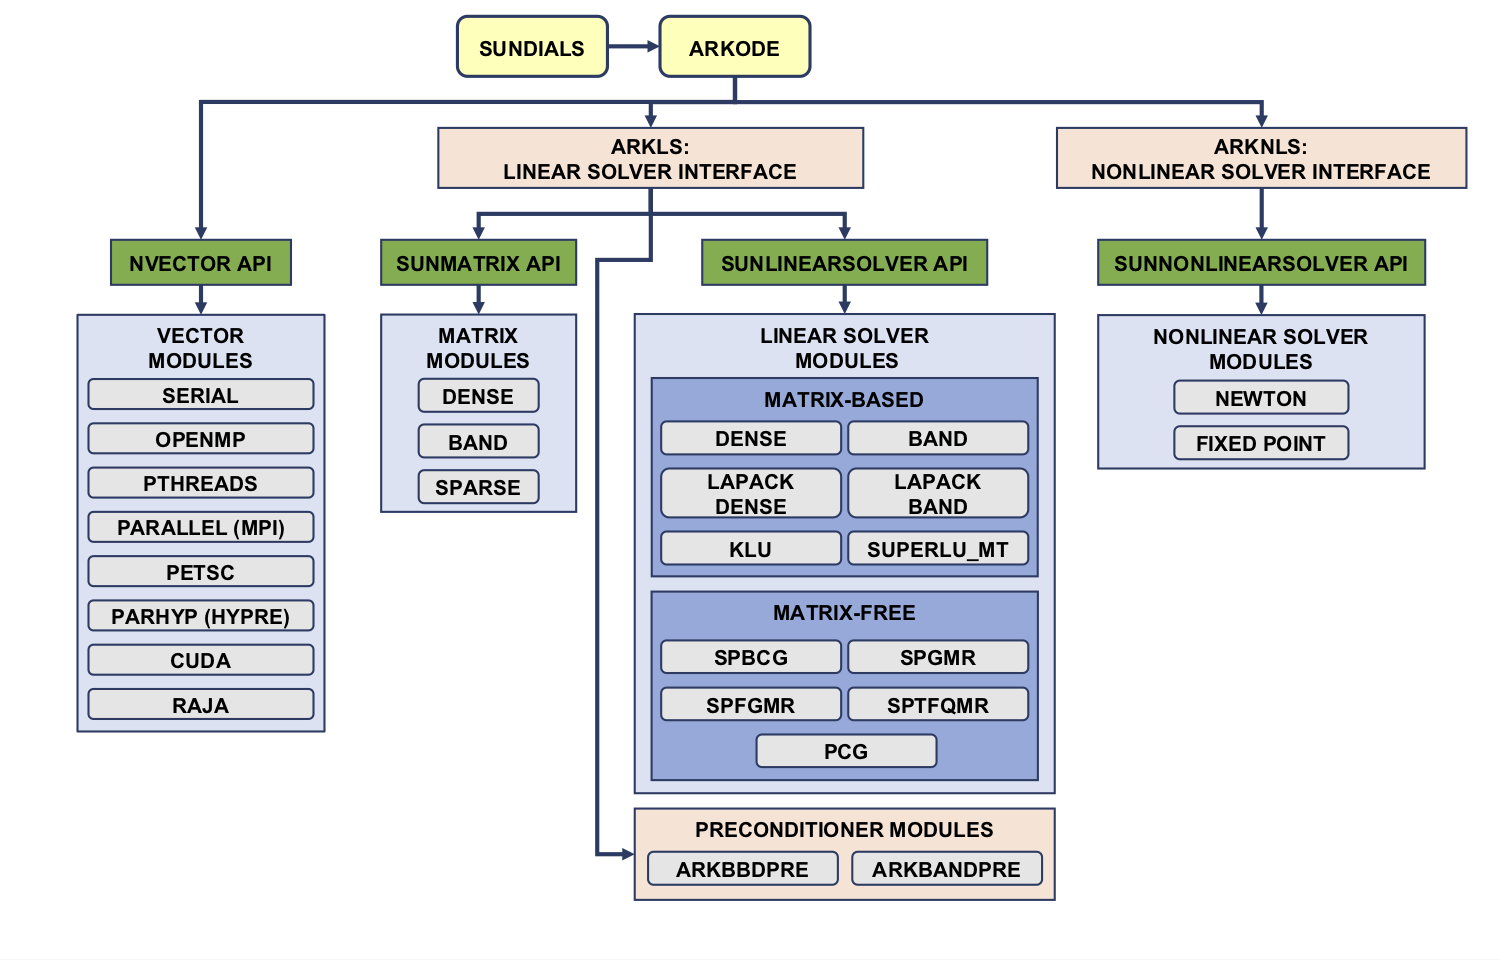 SUNDIALS
ARKODE
ARKLS:
LINEAR SOLVER INTERFACE
ARKNLS:
NONLINEAR SOLVER INTERFACE
NVECTOR API
SUNMATRIX API
SUNLINEARSOLVER API
SUNNONLINEARSOLVER API
VECTOR
MODULES
SERIAL
OPENMP
PTHREADS
PARALLEL (MPI)
PETSC
PARHYP (HYPRE)
CUDA
RAJA
MATRIX
MODULES
DENSE
BAND
SPARSE
LINEAR SOLVER
MODULES
MATRIX-BASED
DENSE
BAND
LAPACK
DENSE
LAPACK
BAND
KLU
SUPERLU_MT
MATRIX-FREE
SPBCG
SPGMR
SPFGMR
SPTFQMR
PCG
PRECONDITIONER MODULES
ARKBBDPRE
ARKBANDPRE
NONLINEAR SOLVER
MODULES
NEWTON
FIXED POINT